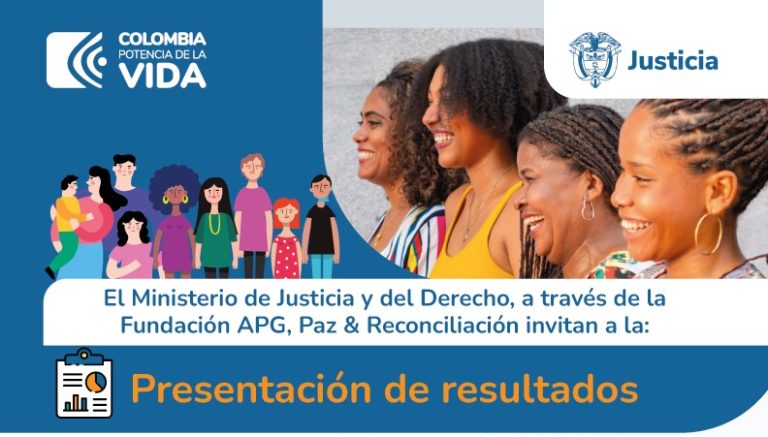 COLOMBIA
POTENCIA DE LA
VIDA
Justicia
El Ministerio de Justicia y del Derecho, a través de la
Fundación APG, Paz & Reconciliación invitan a la:
Presentación de resultados